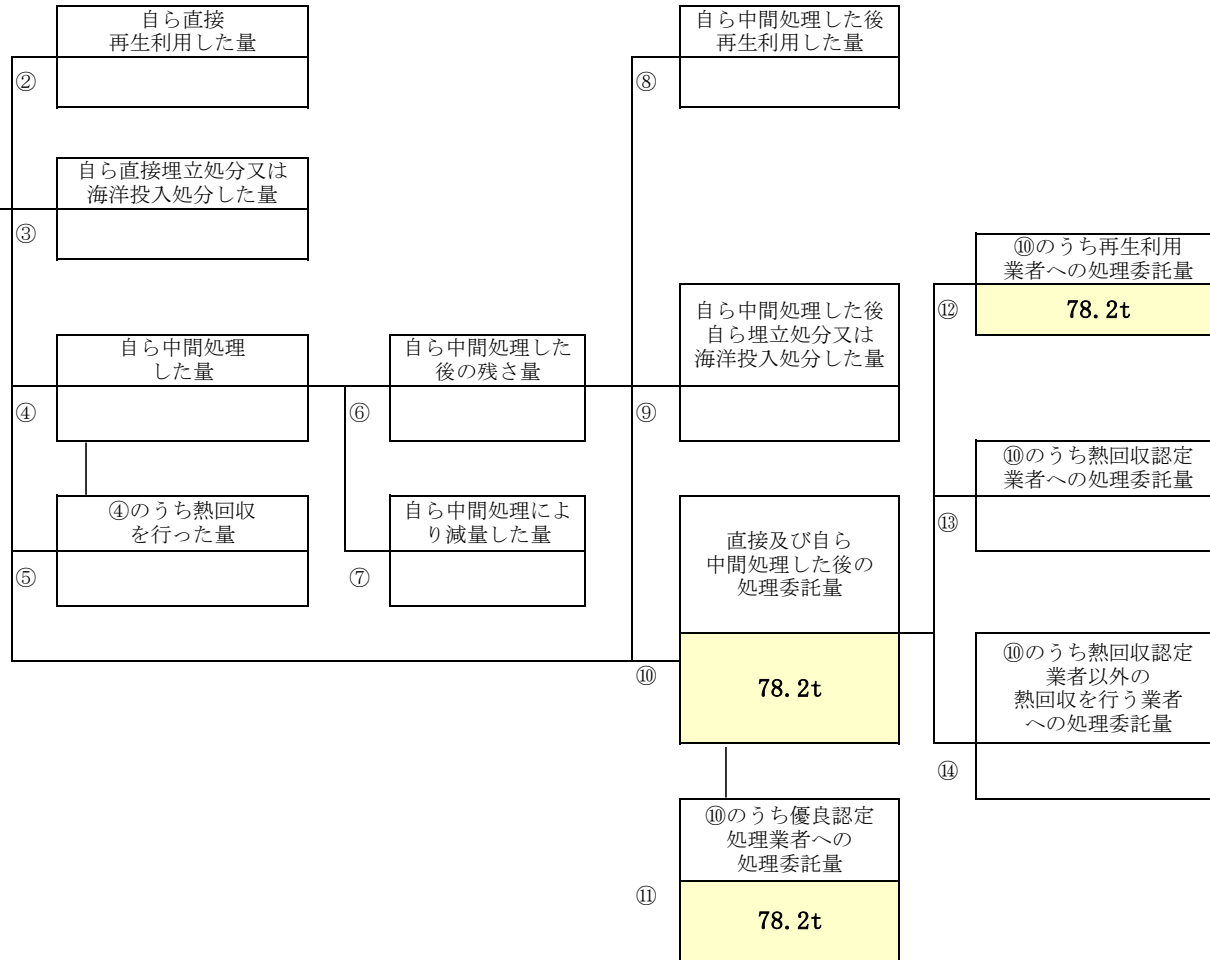 自ら直接
再生利用した量
②
自ら直接埋立処分又は
海洋投入処分した量
③
自ら中間処理
した量
④
④のうち熱回収
を行った量
⑤
自ら中間処理した
後の残さ量
⑥
自ら中間処理によ
り減量した量
⑦
自ら中間処理した後
再生利用した量
⑧
自ら中間処理した後
自ら埋立処分又は
海洋投入処分した量
⑨
直接及び自ら
中間処理した後の
処理委託量
⑩
78.2t
⑩のうち優良認定
処理業者への
処理委託量
⑪
78.2t
⑩のうち再生利用
業者への処理委託量
⑫
78.2t
⑩のうち熱回収認定
業者への処理委託量
⑬
⑩のうち熱回収認定
業者以外の
熱回収を行う業者
への処理委託量
⑭